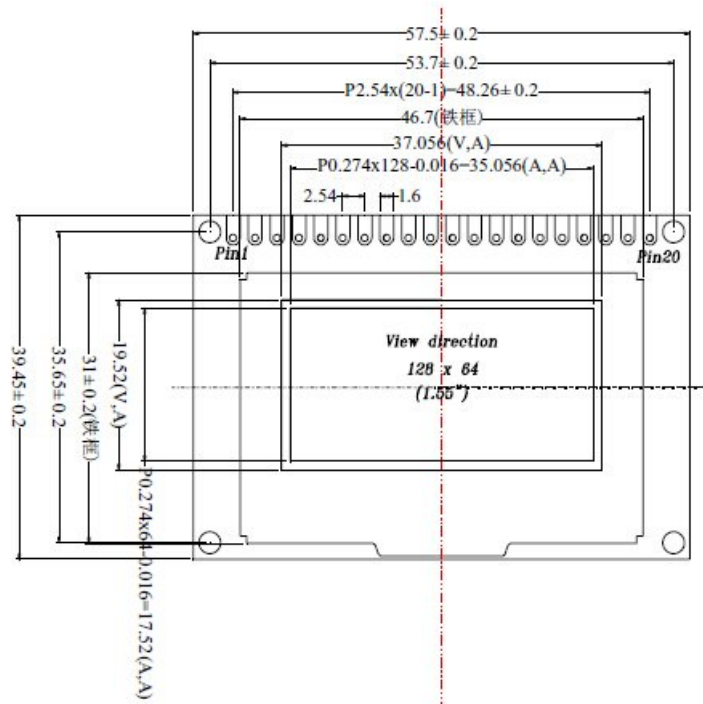 57.5± 0.2
53.7± 0.2
P2.54x(20-1)=48.26± 0.2
46.7(铁框)
37.056(V,A)
P0.274x128-0.016=35.056(A,A)
2.54
1.6
Pin1
Pin20
View direction
128 x 64
(1.55")
39.45± 0.2
35.65± 0.2
31± 0.2(铁框)
19.52(V,A)
P0.274x64-0.016=17.52(A,A)